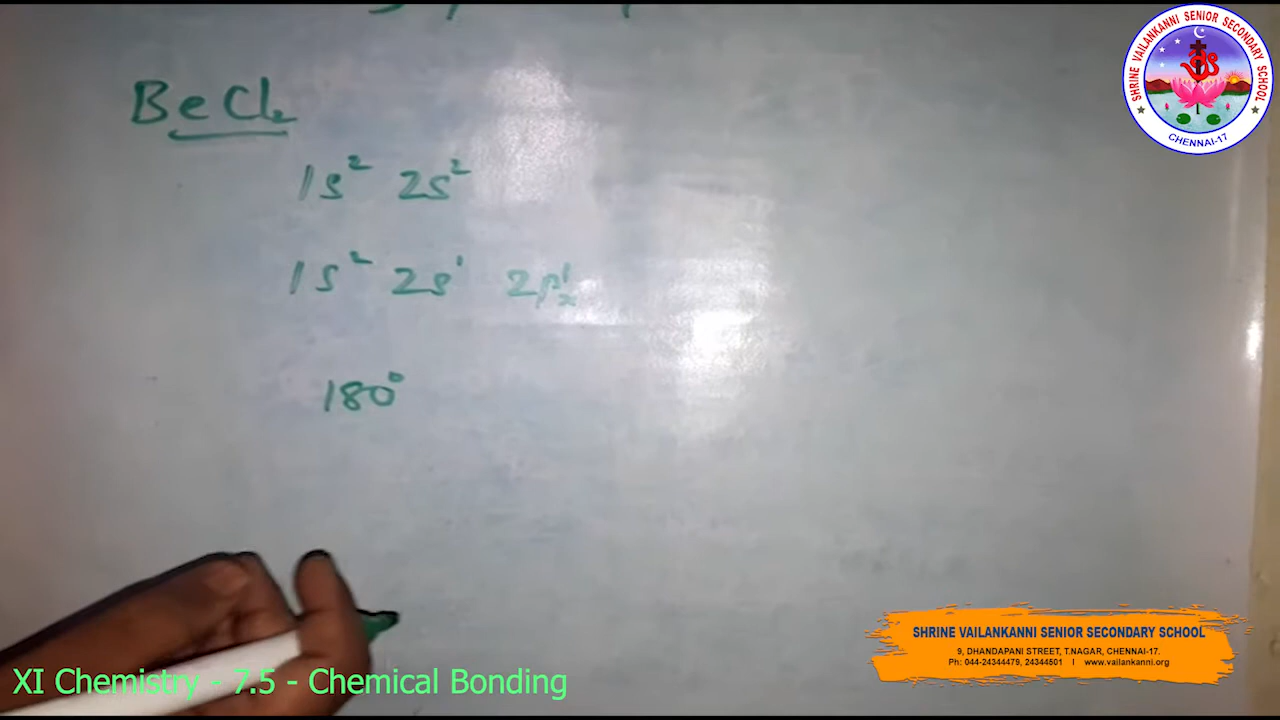 BeCl₂
1s² 2s²
1s² 2s¹ 2pₓ¹
180°
SHRINE VAILANKANNI SENIOR SECONDARY SCHOOL
CHENNAI-17
SHRINE VAILANKANNI SENIOR SECONDARY SCHOOL
9, DHANDAPANI STREET, T.NAGAR, CHENNAI-17.
Ph: 044-24344479, 24344501 | www.vailankanni.org
XI Chemistry - 7.5 - Chemical Bonding